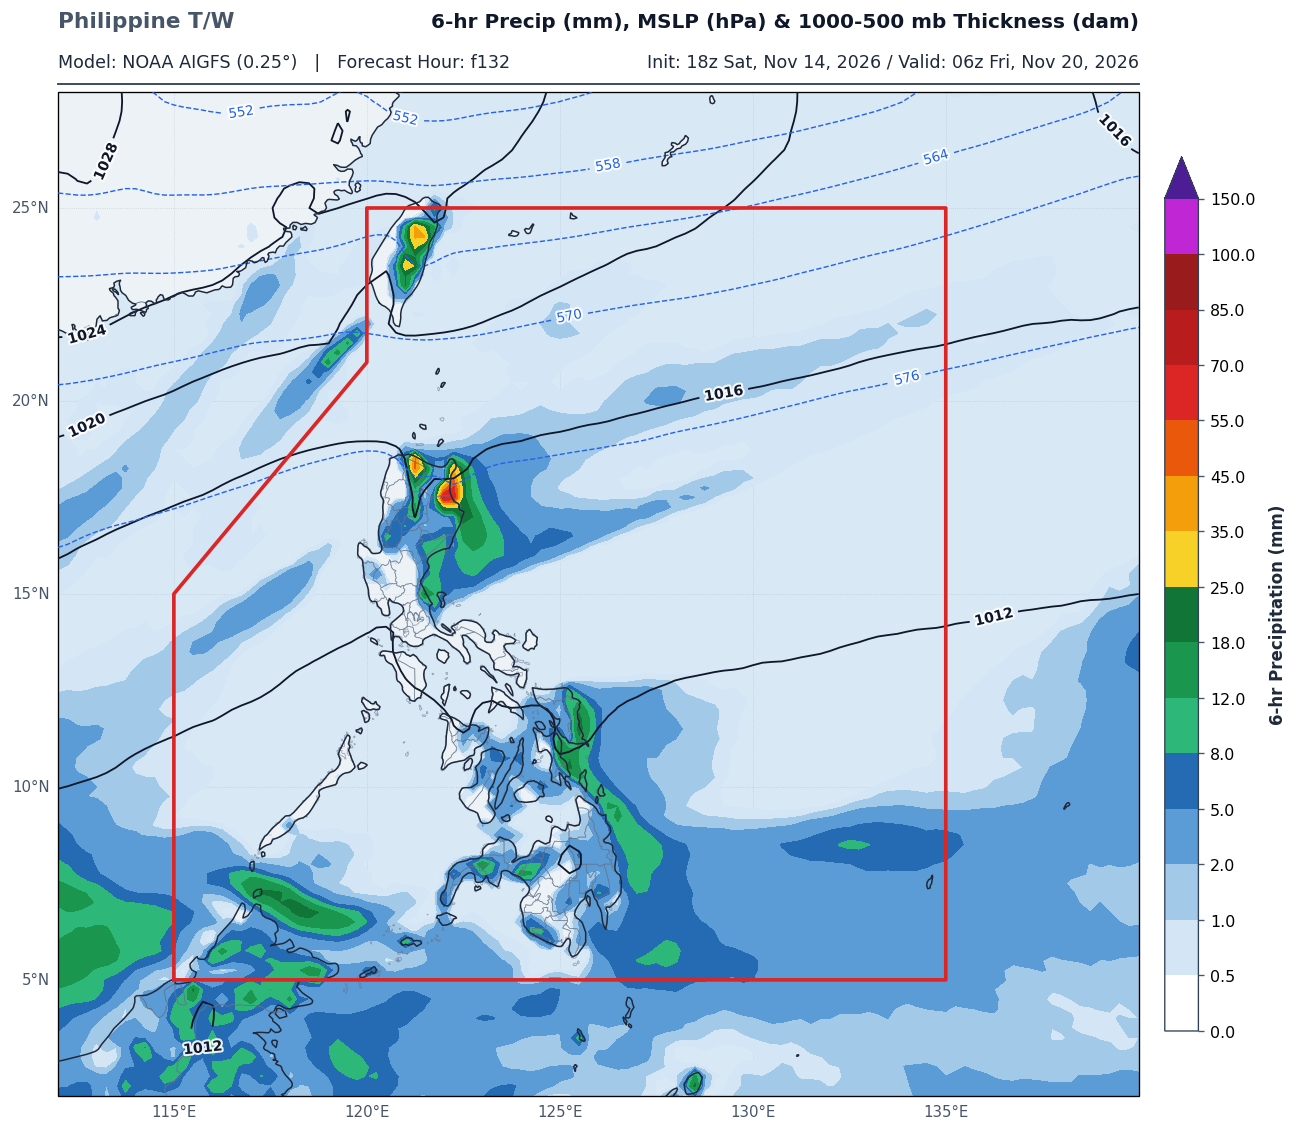 Philippine T/W
6-hr Precip (mm), MSLP (hPa) & 1000-500 mb Thickness (dam)
Model: NOAA AIGFS (0.25°) | Forecast Hour: f132
Init: 18z Sat, Nov 14, 2026 / Valid: 06z Fri, Nov 20, 2026
552
552
1028
1016
558
564
25°N
570
1024
576
1016
20°N
1020
15°N
1012
10°N
5°N
1012
115°E
120°E
125°E
130°E
135°E
150.0
100.0
85.0
70.0
55.0
45.0
35.0
25.0
18.0
12.0
8.0
5.0
2.0
1.0
0.5
0.0
6-hr Precipitation (mm)